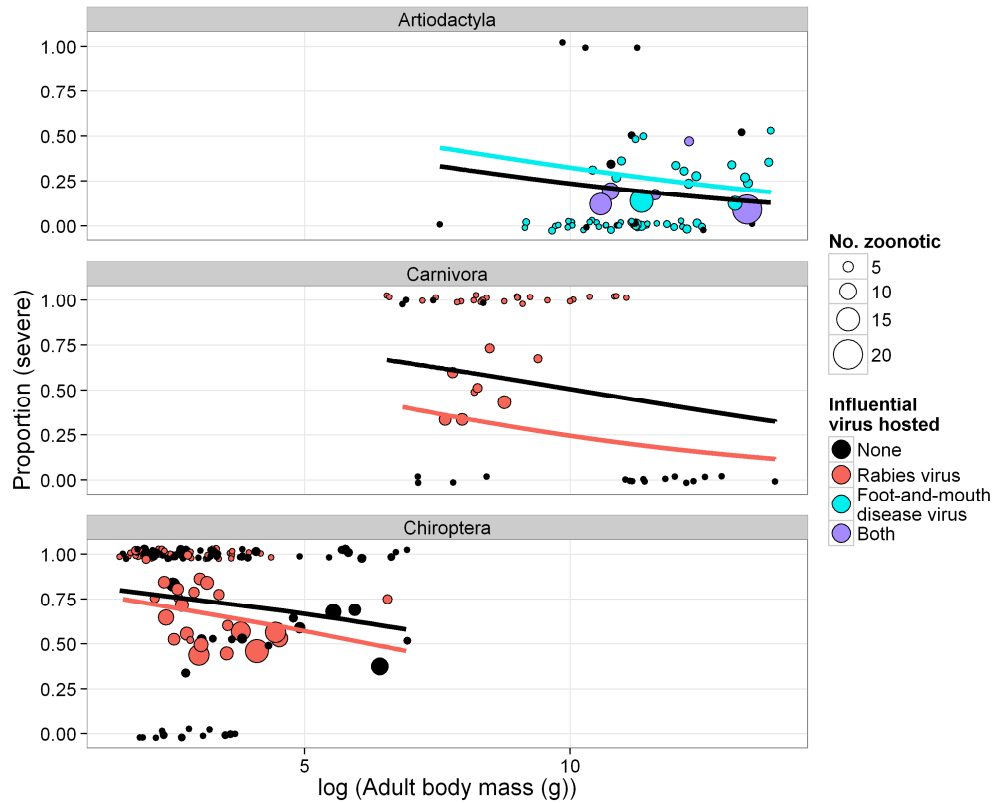 Artiodactyla
1.00
0.75
0.50
0.25
0.00
Carnivora
1.00
0.75
0.50
0.25
0.00
Chiroptera
1.00
0.75
0.50
0.25
0.00
5
10
log (Adult body mass (g))
Proportion (severe)
No. zoonotic
5
10
15
20
Influential
virus hosted
None
Rabies virus
Foot-and-mouth
disease virus
Both